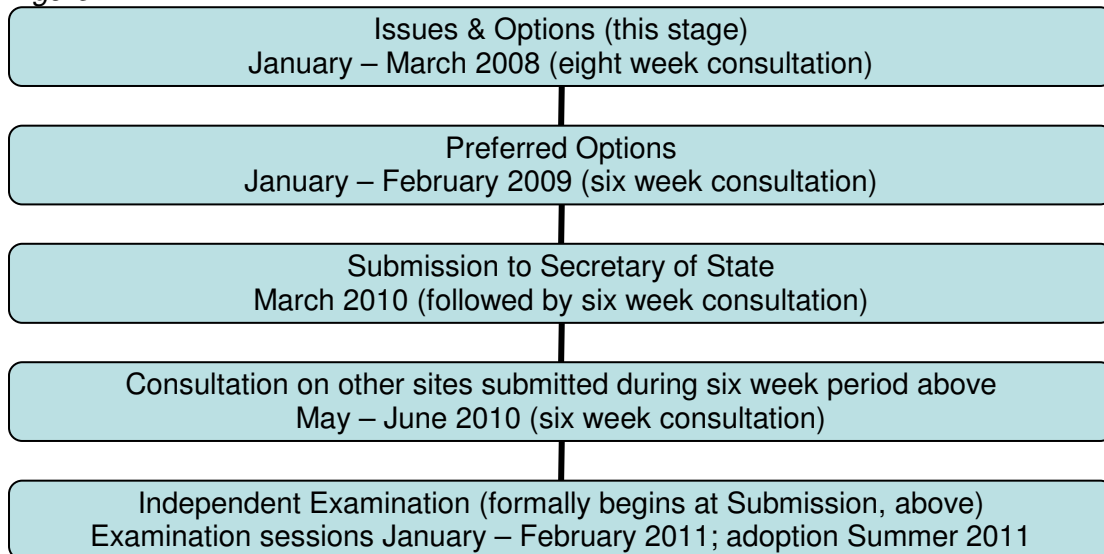 Issues & Options (this stage)
January – March 2008 (eight week consultation)
Preferred Options
January – February 2009 (six week consultation)
Submission to Secretary of State
March 2010 (followed by six week consultation)
Consultation on other sites submitted during six week period above
May – June 2010 (six week consultation)
Independent Examination (formally begins at Submission, above)
Examination sessions January – February 2011; adoption Summer 2011